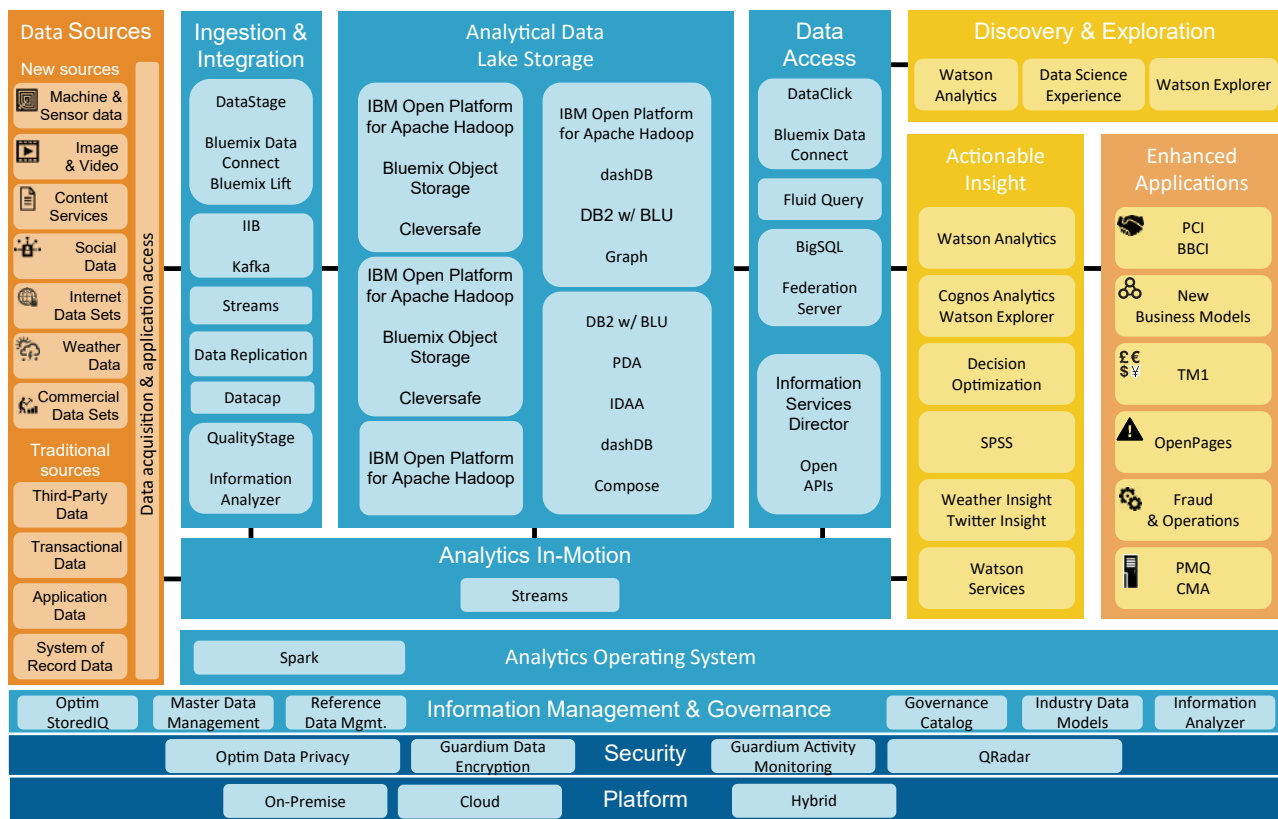 Data Sources
New sources
Machine &
Sensor data
Image
& Video
Content
Services
Social
Data
Internet
Data Sets
Weather
Data
Commercial
Data Sets
Traditional
sources
Third-Party
Data
Transactional
Data
Application
Data
System of
Record Data
Data acquisition & application access
Ingestion &
Integration
DataStage
Bluemix Data
Connect
Bluemix Lift
IIB
Kafka
Streams
Data Replication
Datacap
QualityStage
Information
Analyzer
Analytical Data
Lake Storage
IBM Open Platform
for Apache Hadoop
Bluemix Object
Storage
Cleversafe
IBM Open Platform
for Apache Hadoop
Bluemix Object
Storage
Cleversafe
IBM Open Platform
for Apache Hadoop
IBM Open Platform
for Apache Hadoop
dashDB
DB2 w/ BLU
Graph
DB2 w/ BLU
PDA
IDAA
dashDB
Compose
Data
Access
DataClick
Bluemix Data
Connect
Fluid Query
BigSQL
Federation
Server
Information
Services
Director
Open
APIs
Discovery & Exploration
Watson
Analytics
Data Science
Experience
Watson Explorer
Actionable
Insight
Watson Analytics
Cognos Analytics
Watson Explorer
Decision
Optimization
SPSS
Weather Insight
Twitter Insight
Watson
Services
Enhanced
Applications
PCI
BBCI
New
Business Models
£ €
$ ¥
TM1
OpenPages
Fraud
& Operations
PMQ
CMA
Analytics In-Motion
Streams
Spark
Analytics Operating System
Optim
StoredIQ
Master Data
Management
Reference
Data Mgmt.
Information Management & Governance
Governance
Catalog
Industry Data
Models
Information
Analyzer
Optim Data Privacy
Guardium Data
Encryption
Security
Guardium Activity
Monitoring
QRadar
On-Premise
Cloud
Platform
Hybrid